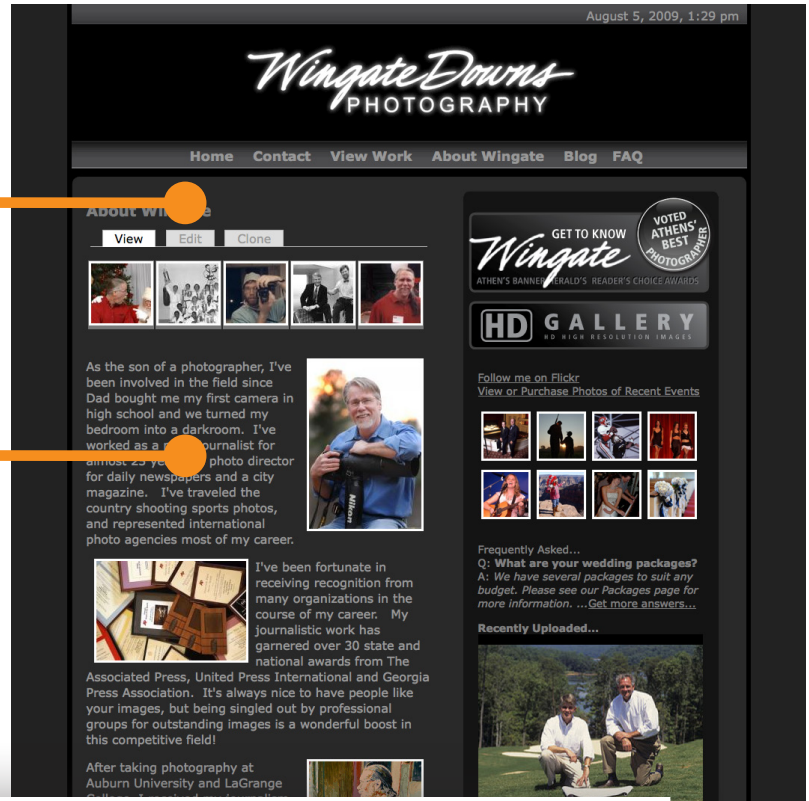 August 5, 2009, 1:29 pm
Wingate Downs
PHOTOGRAPHY
Home Contact View Work About Wingate Blog FAQ
About
View Edit Clone
As the son of a photographer, I've
been involved in the field since
Dad bought me my first camera in
high school and we turned my
bedroom into a darkroom. I've
worked as a for
almost 25 photo director
for daily newspapers and a city
magazine. I've traveled the
country shooting sports photos,
and represented international
photo agencies most of my career.
Nikon
I've been fortunate in
receiving recognition from
many organizations in the
course of my career. My
journalistic work has
garnered over 30 state and
national awards from The
Associated Press, United Press International and Georgia
Press Association. It's always nice to have people like
your images, but being singled out by professional
groups for outstanding images is a wonderful boost in
this competitive field!
After taking photography at
Auburn University and LaGrange
GET TO KNOW
Wingate
VOTED
ATHENS'
BEST
PHOTOGRAPHER
ATHEN'S BANNER HERALD'S READER'S CHOICE AWARDS
HD GALLERY
HD HIGH RESOLUTION IMAGES
Follow me on Flickr
View or Purchase Photos of Recent Events
Frequently Asked...
Q: What are your wedding packages?
A: We have several packages to suit any
budget. Please see our Packages page for
more information. ...Get more answers...
Recently Uploaded...